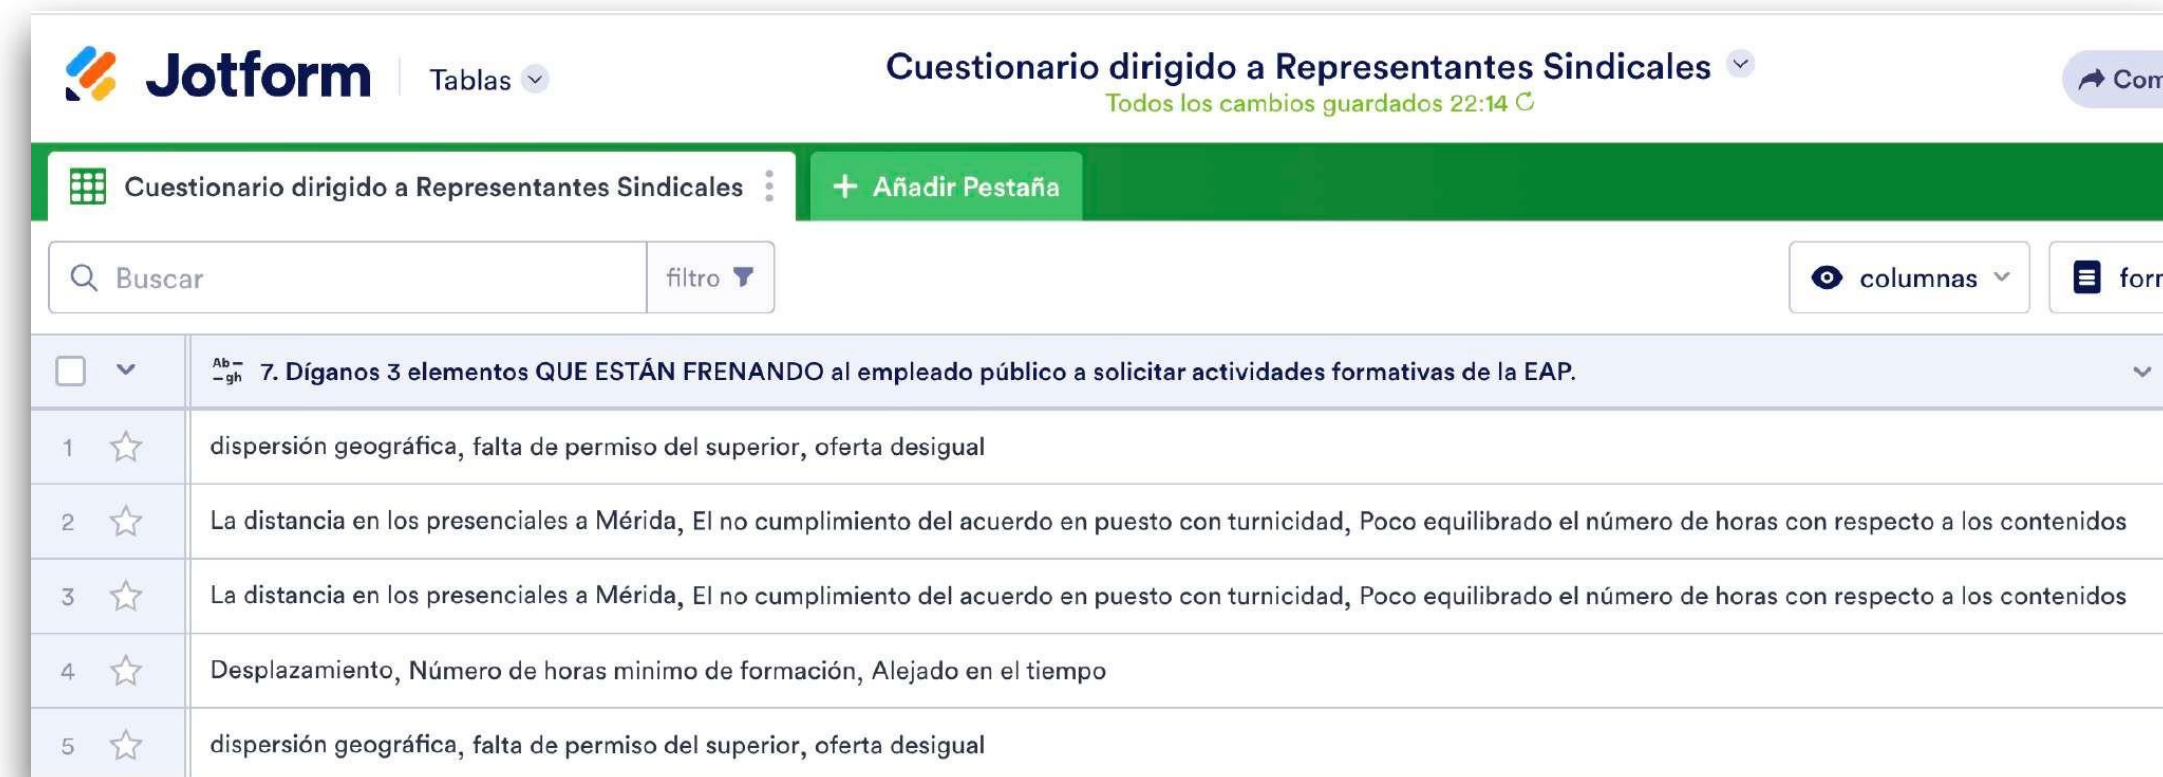 Jotform Tablas
Cuestionario dirigido a Representantes Sindicales
Todos los cambios guardados 22:14
Com
Cuestionario dirigido a Representantes Sindicales
+ Añadir Pestaña
Buscar
filtro
columnas
forr
Ab-
-gh
7. Díganos 3 elementos QUE ESTÁN FRENANDO al empleado público a solicitar actividades formativas de la EAP.
1 dispersión geográfica, falta de permiso del superior, oferta desigual
2 La distancia en los presenciales a Mérida, El no cumplimiento del acuerdo en puesto con turnicidad, Poco equilibrado el número de horas con respecto a los contenidos
3 La distancia en los presenciales a Mérida, El no cumplimiento del acuerdo en puesto con turnicidad, Poco equilibrado el número de horas con respecto a los contenidos
4 Desplazamiento, Número de horas minimo de formación, Alejado en el tiempo
5 dispersión geográfica, falta de permiso del superior, oferta desigual